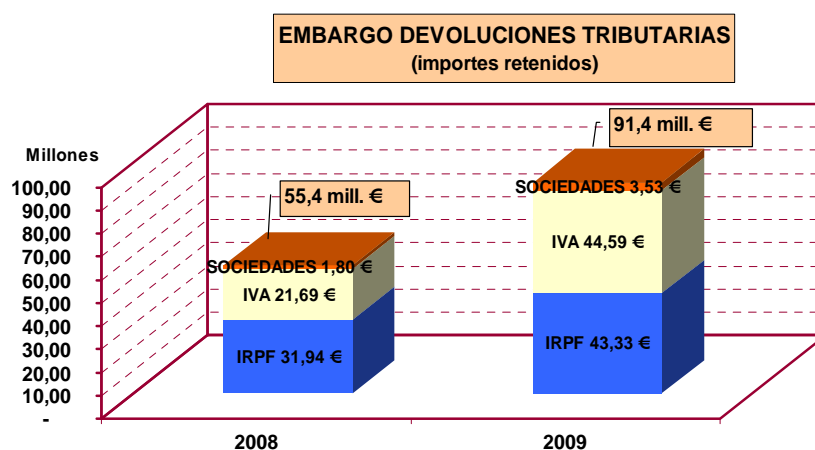 EMBARGO DEVOLUCIONES TRIBUTARIAS
(importes retenidos)
Millones
100,00
90,00
80,00
70,00
60,00
50,00
40,00
30,00
20,00
10,00
-
55,4 mill. €
SOCIEDADES 1,80 €
IVA 21,69 €
IRPF 31,94 €
91,4 mill. €
SOCIEDADES 3,53 €
IVA 44,59 €
IRPF 43,33 €
2008
2009